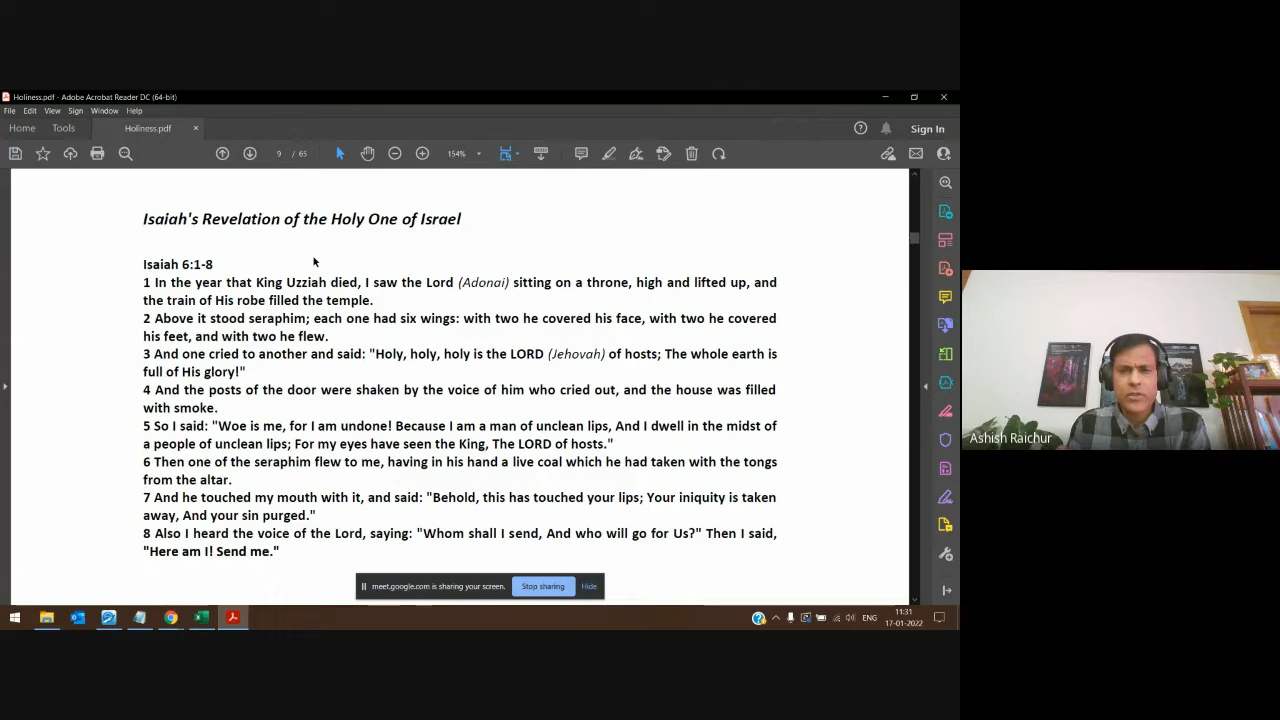 Holiness.pdf - Adobe Acrobat Reader DC (64-bit)
File Edit View Sign Window Help
Home Tools Holiness.pdf × Sign In
9 / 65 154%
Isaiah's Revelation of the Holy One of Israel
Isaiah 6:1-8
1 In the year that King Uzziah died, I saw the Lord (Adonai) sitting on a throne, high and lifted up, and
the train of His robe filled the temple.
2 Above it stood seraphim; each one had six wings: with two he covered his face, with two he covered
his feet, and with two he flew.
3 And one cried to another and said: "Holy, holy, holy is the LORD (Jehovah) of hosts; The whole earth is
full of His glory!"
4 And the posts of the door were shaken by the voice of him who cried out, and the house was filled
with smoke.
5 So I said: "Woe is me, for I am undone! Because I am a man of unclean lips, And I dwell in the midst of
a people of unclean lips; For my eyes have seen the King, The LORD of hosts."
6 Then one of the seraphim flew to me, having in his hand a live coal which he had taken with the tongs
from the altar.
7 And he touched my mouth with it, and said: "Behold, this has touched your lips; Your iniquity is taken
away, And your sin purged."
8 Also I heard the voice of the Lord, saying: "Whom shall I send, And who will go for Us?" Then I said,
"Here am I! Send me."
meet.google.com is sharing your screen. Stop sharing Hide
ENG 11:31
17-01-2022
Ashish Raichur